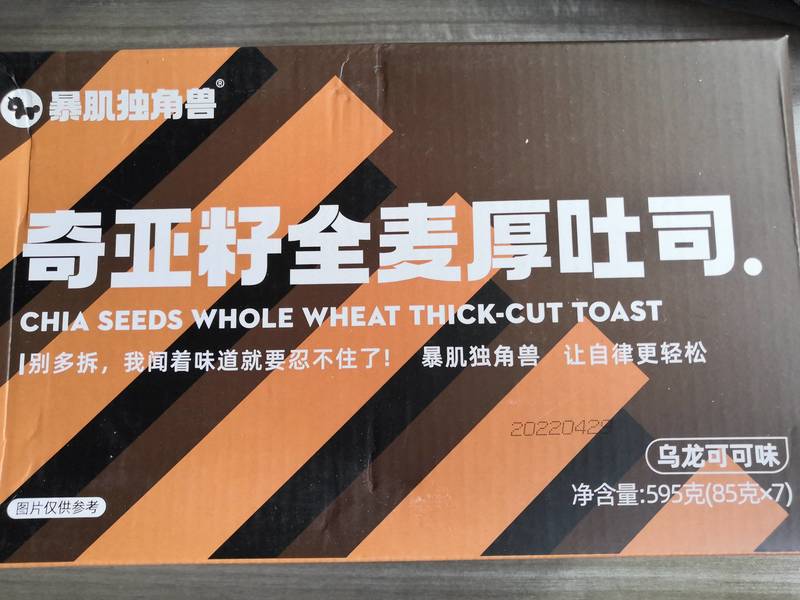 暴肌独角兽®
奇亚籽全麦厚吐司.
CHIA SEEDS WHOLE WHEAT THICK-CUT TOAST
别多拆，我闻着味道就要忍不住了! 暴肌独角兽 让自律更轻松
20220429
乌龙可可味
净含量:595克(85克×7)
图片仅供参考